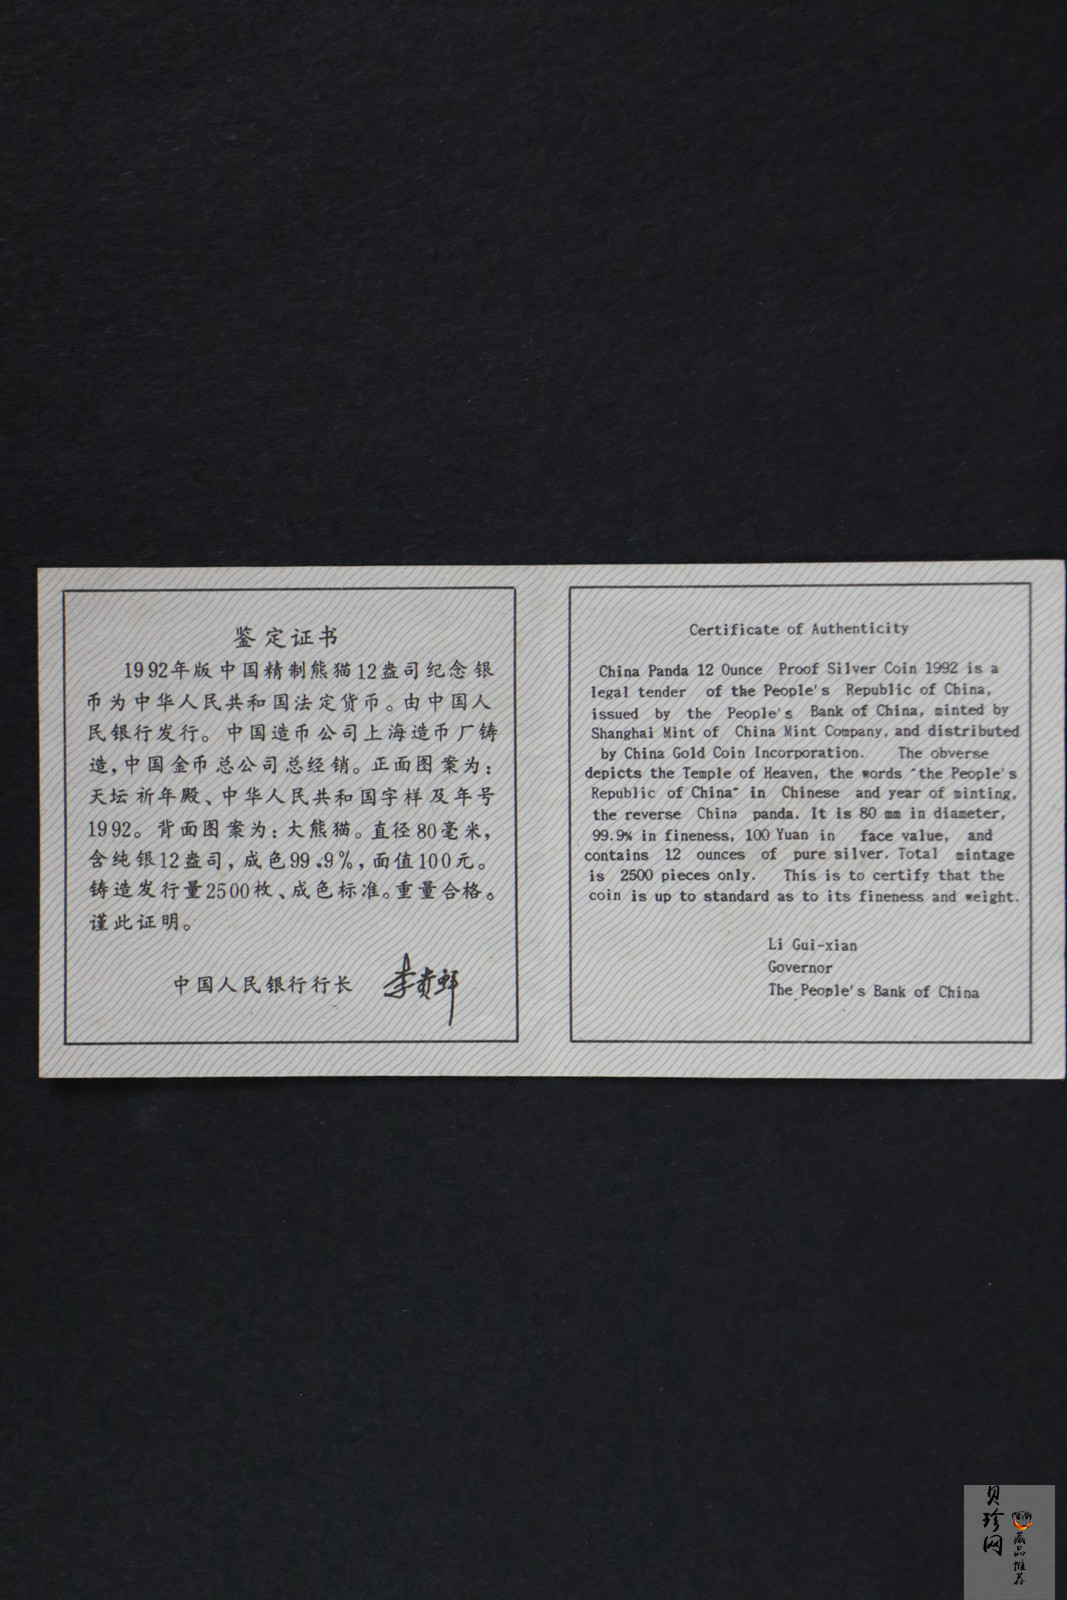 鉴定证书
1992年版中国精制熊猫12盎司纪念银
币为中华人民共和国法定货币。由中国人
民银行发行。中国造币公司上海造币厂铸
造,中国金币总公司总经销。正面图案为:
天坛祈年殿、中华人民共和国字样及年号
1992。背面图案为:大熊猫。直径80毫米,
含纯银12盎司,成色99.9%,面值100元。
铸造发行量2500枚、成色标准。重量合格。
谨此证明。
中国人民银行行长 李贵鲜
Certificate of Authenticity
China Panda 12 Ounce Proof Silver Coin 1992 is a
legal tender of the People's Republic of China,
issued by the People's Bank of China, minted by
Shanghai Mint of China Mint Company, and distributed
by China Gold Coin Incorporation. The obverse
depicts the Temple of Heaven, the words "the People's
Republic of China" in Chinese and year of minting,
the reverse China panda. It is 80 mm in diameter,
99.9% in fineness, 100 Yuan in face value, and
contains 12 ounces of pure silver. Total mintage
is 2500 pieces only. This is to certify that the
coin is up to standard as to its fineness and weight.
Li Gui-xian
Governor
The People's Bank of China
贝珍网
藏品推荐